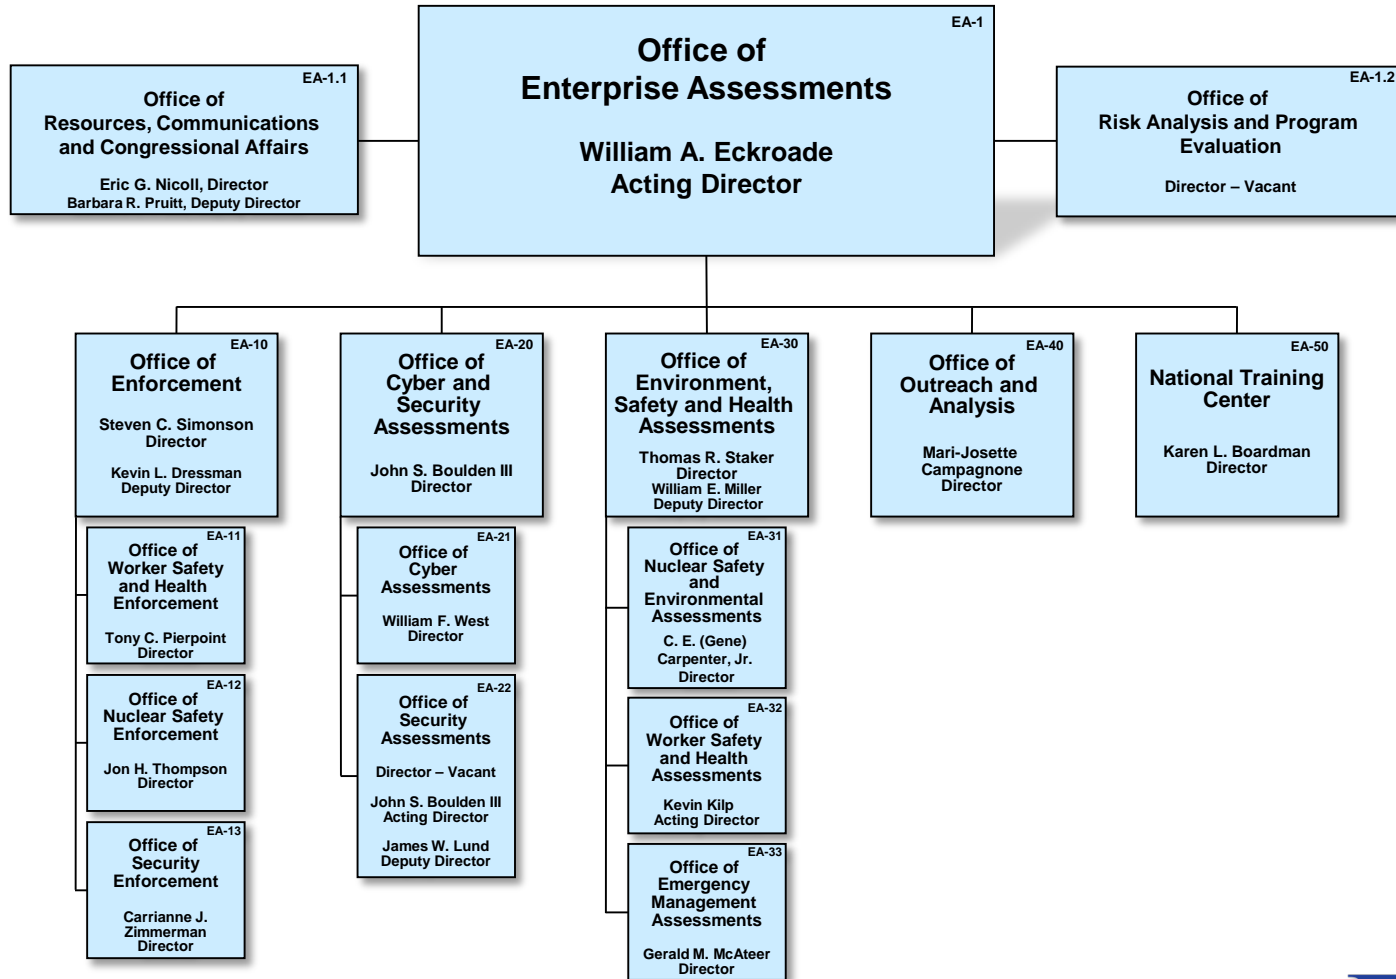 EA-1
Office of
Enterprise Assessments
William A. Eckroade
Acting Director
EA-1.1
Office of
Resources, Communications
and Congressional Affairs
Eric G. Nicoll, Director
Barbara R. Pruitt, Deputy Director
EA-1.2
Office of
Risk Analysis and Program
Evaluation
Director – Vacant
EA-10
Office of
Enforcement
Steven C. Simonson
Director
Kevin L. Dressman
Deputy Director
EA-11
Office of
Worker Safety
and Health
Enforcement
Tony C. Pierpoint
Director
EA-12
Office of
Nuclear Safety
Enforcement
Jon H. Thompson
Director
EA-13
Office of
Security
Enforcement
Carrianne J.
Zimmerman
Director
EA-20
Office of
Cyber and
Security
Assessments
John S. Boulden III
Director
EA-21
Office of
Cyber
Assessments
William F. West
Director
EA-22
Office of
Security
Assessments
Director – Vacant
John S. Boulden III
Acting Director
James W. Lund
Deputy Director
EA-30
Office of
Environment,
Safety and Health
Assessments
Thomas R. Staker
Director
William E. Miller
Deputy Director
EA-31
Office of
Nuclear Safety
and
Environmental
Assessments
C. E. (Gene)
Carpenter, Jr.
Director
EA-32
Office of
Worker Safety
and Health
Assessments
Kevin Kilp
Acting Director
EA-33
Office of
Emergency
Management
Assessments
Gerald M. McAteer
Director
EA-40
Office of
Outreach and
Analysis
Mari-Josette
Campagnone
Director
EA-50
National Training
Center
Karen L. Boardman
Director